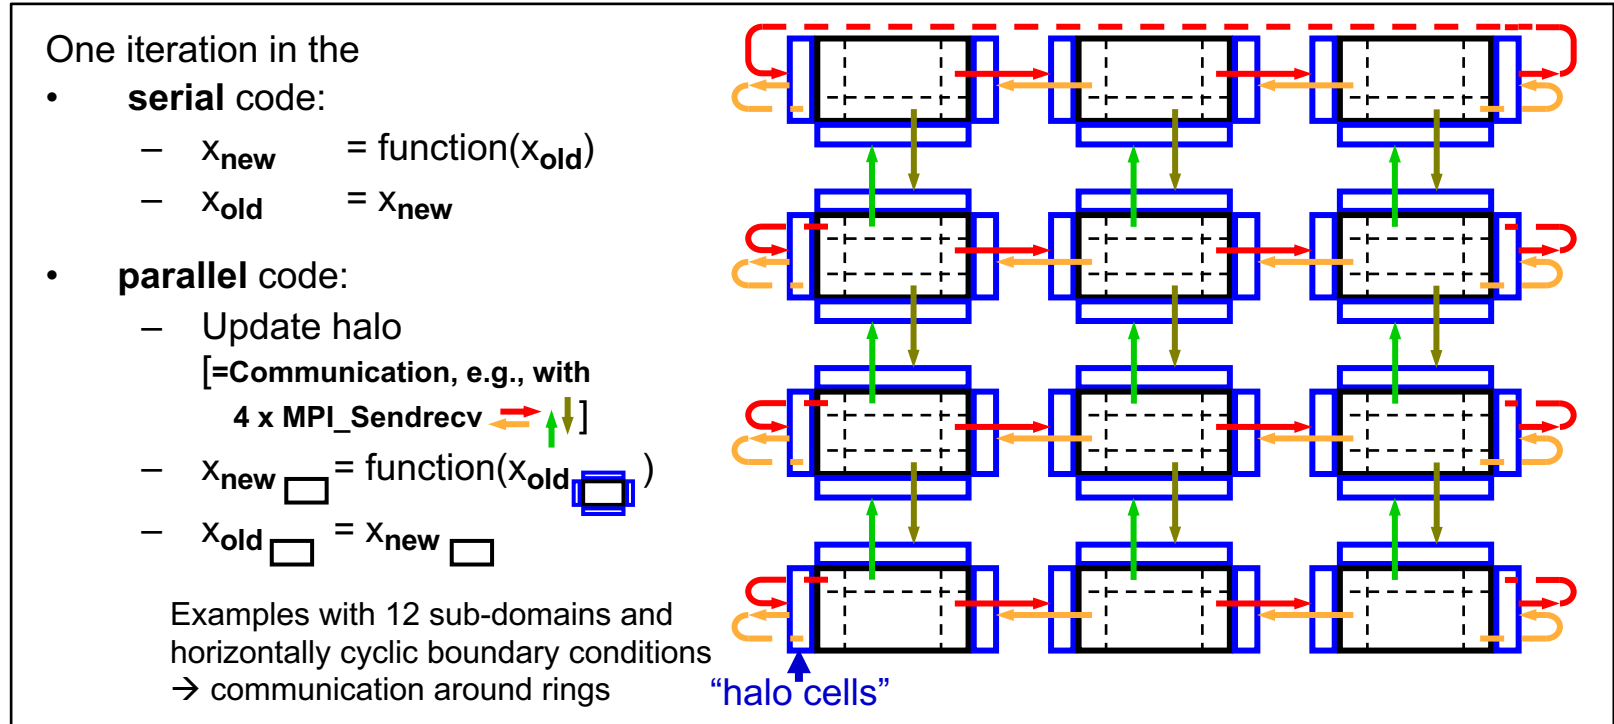 One iteration in the
• serial code:
– xnew = function(xold)
– xold = xnew
• parallel code:
– Update halo
[=Communication, e.g., with
4 x MPI_Sendrecv ]
– xnew = function(xold )
– xold = xnew
Examples with 12 sub-domains and
horizontally cyclic boundary conditions
→ communication around rings
“halo cells”